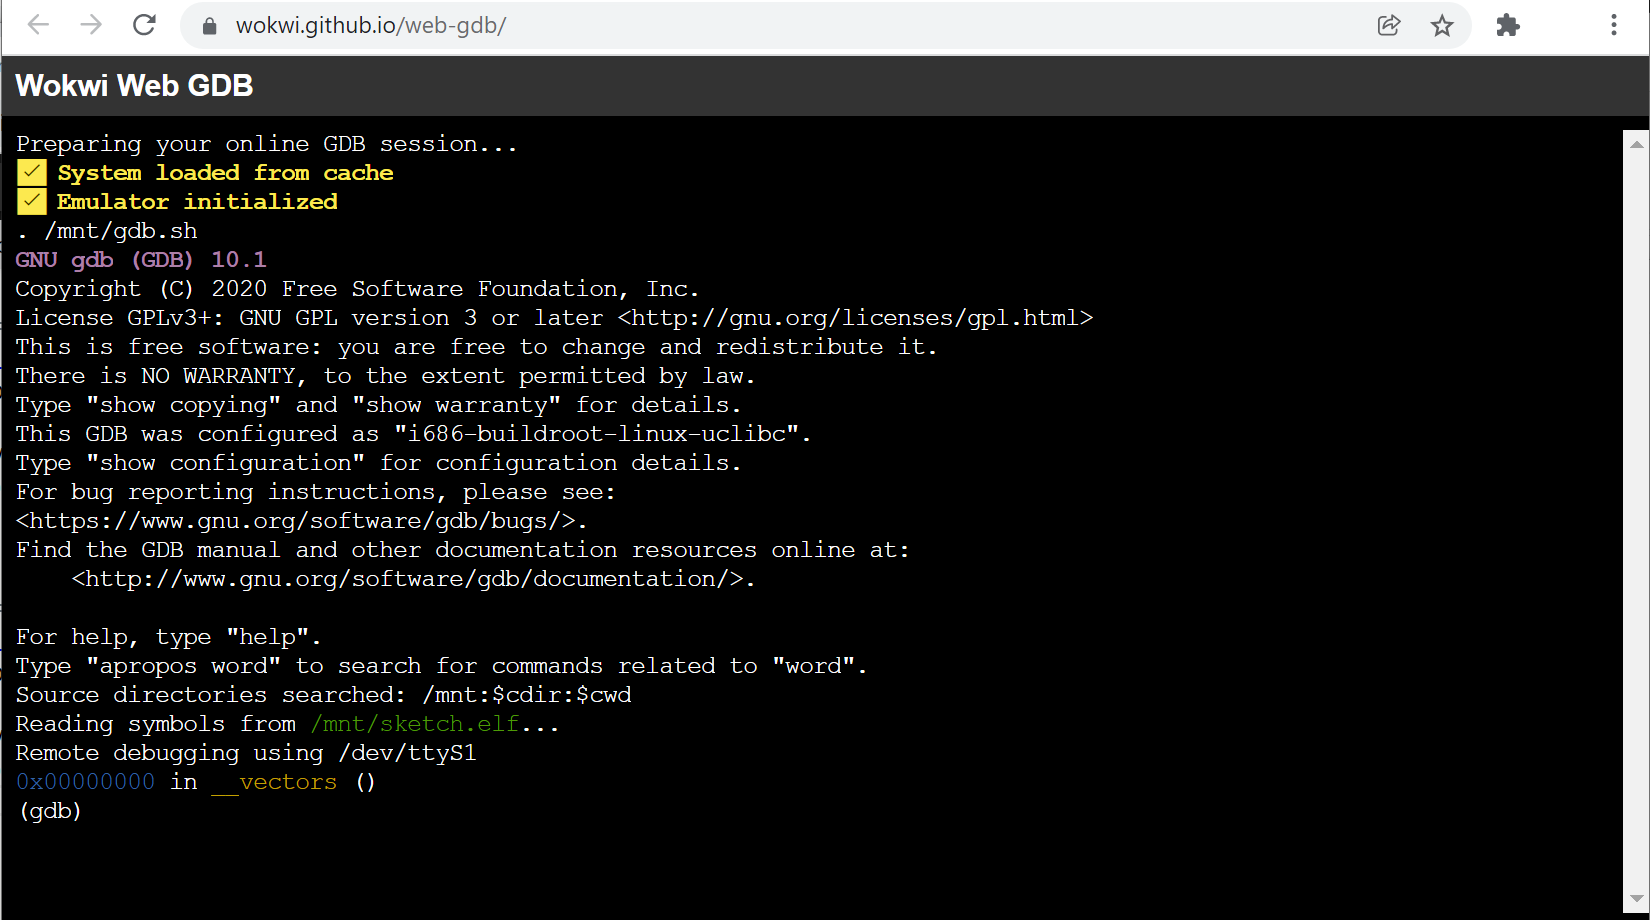 wokwi.github.io/web-gdb/
Wokwi Web GDB
Preparing your online GDB session...
✓ System loaded from cache
✓ Emulator initialized
. /mnt/gdb.sh
GNU gdb (GDB) 10.1
Copyright (C) 2020 Free Software Foundation, Inc.
License GPLv3+: GNU GPL version 3 or later <http://gnu.org/licenses/gpl.html>
This is free software: you are free to change and redistribute it.
There is NO WARRANTY, to the extent permitted by law.
Type "show copying" and "show warranty" for details.
This GDB was configured as "i686-buildroot-linux-uclibc".
Type "show configuration" for configuration details.
For bug reporting instructions, please see:
<https://www.gnu.org/software/gdb/bugs/>.
Find the GDB manual and other documentation resources online at:
    <http://www.gnu.org/software/gdb/documentation/>.

For help, type "help".
Type "apropos word" to search for commands related to "word".
Source directories searched: /mnt:$cdir:$cwd
Reading symbols from /mnt/sketch.elf...
Remote debugging using /dev/ttyS1
0x00000000 in __vectors ()
(gdb)